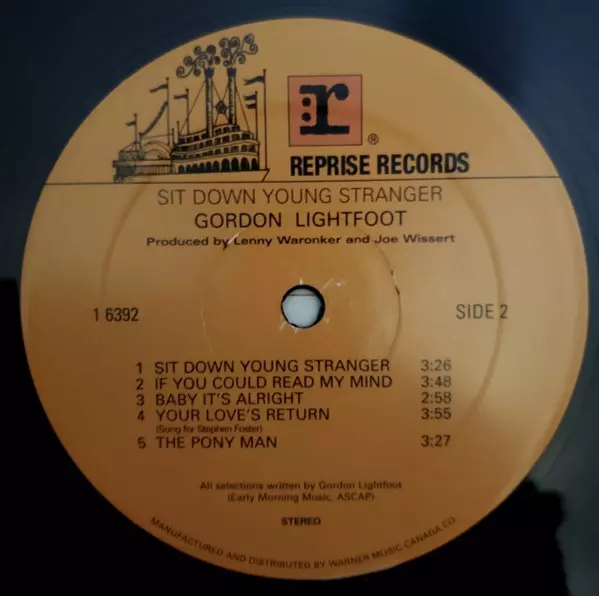 r
®
REPRISE RECORDS
SIT DOWN YOUNG STRANGER
GORDON LIGHTFOOT
Produced by Lenny Waronker and Joe Wissert
1 6392
SIDE 2
1 SIT DOWN YOUNG STRANGER 3:26
2 IF YOU COULD READ MY MIND 3:48
3 BABY IT'S ALRIGHT 2:58
4 YOUR LOVE'S RETURN 3:55
(Song for Stephen Foster)
5 THE PONY MAN 3:27
All selections written by Gordon Lightfoot
(Early Morning Music, ASCAP)
STEREO
MANUFACTURED AND DISTRIBUTED BY WARNER MUSIC CANADA CO.